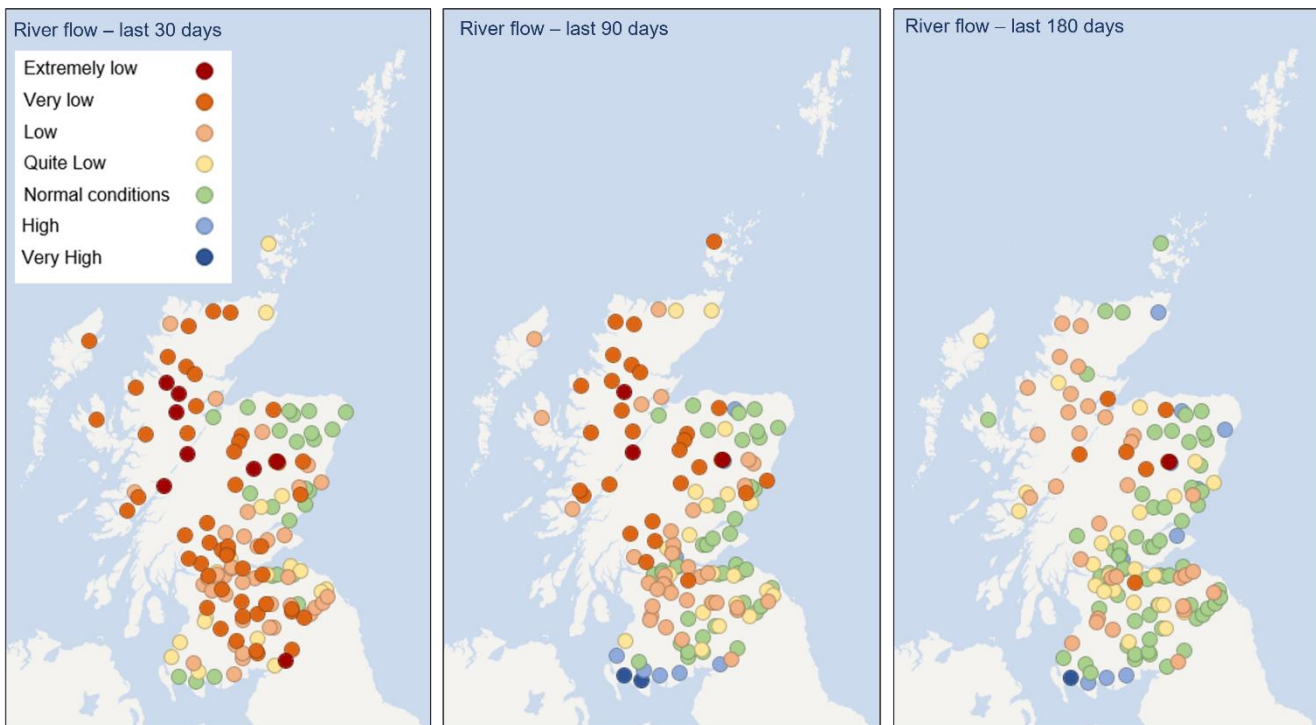 River flow – last 30 days
Extremely low
Very low
Low
Quite Low
Normal conditions
High
Very High
River flow – last 90 days
River flow – last 180 days